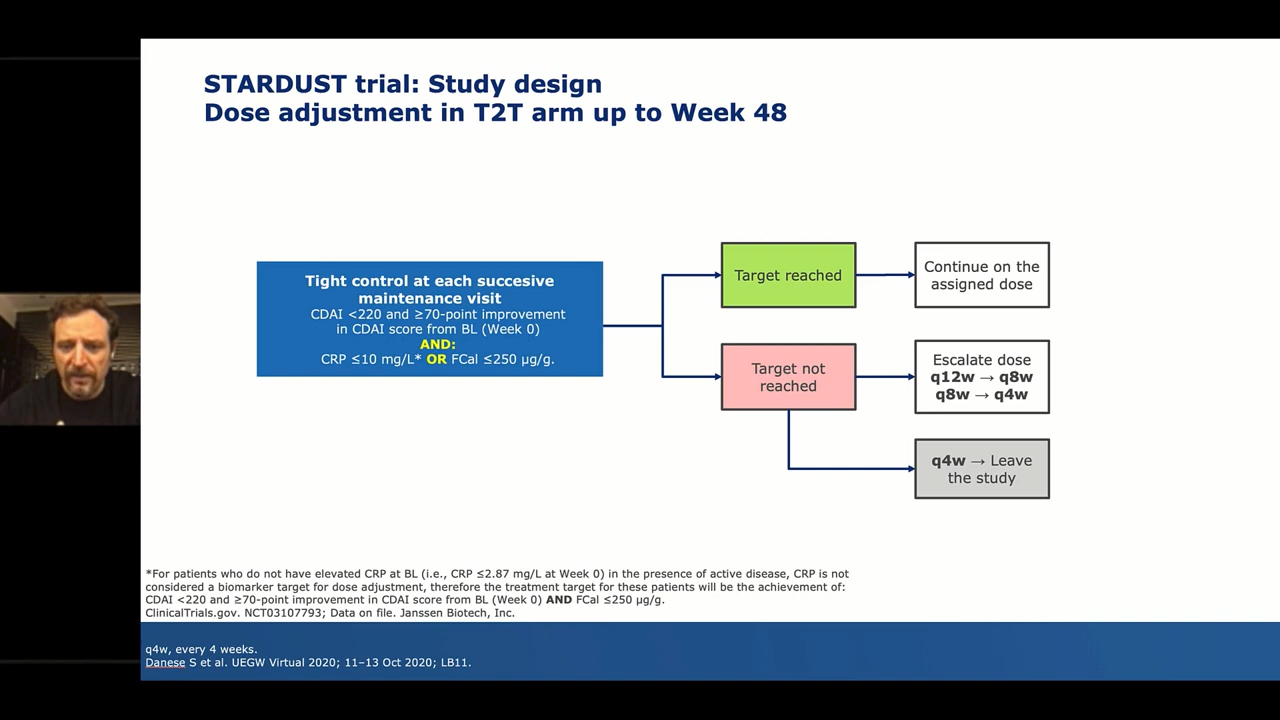 STARDUST trial: Study design
Dose adjustment in T2T arm up to Week 48
Tight control at each succesive
maintenance visit
CDAI <220 and ≥70-point improvement
in CDAI score from BL (Week 0)
AND:
CRP ≤10 mg/L* OR FCal ≤250 µg/g.
Target reached
Continue on the
assigned dose
Target not
reached
Escalate dose
q12w → q8w
q8w → q4w
q4w → Leave
the study
*For patients who do not have elevated CRP at BL (i.e., CRP ≤2.87 mg/L at Week 0) in the presence of active disease, CRP is not
considered a biomarker target for dose adjustment, therefore the treatment target for these patients will be the achievement of:
CDAI <220 and ≥70-point improvement in CDAI score from BL (Week 0) AND FCal ≤250 µg/g.
ClinicalTrials.gov. NCT03107793; Data on file. Janssen Biotech, Inc.
q4w, every 4 weeks.
Danese S et al. UEGW Virtual 2020; 11–13 Oct 2020; LB11.